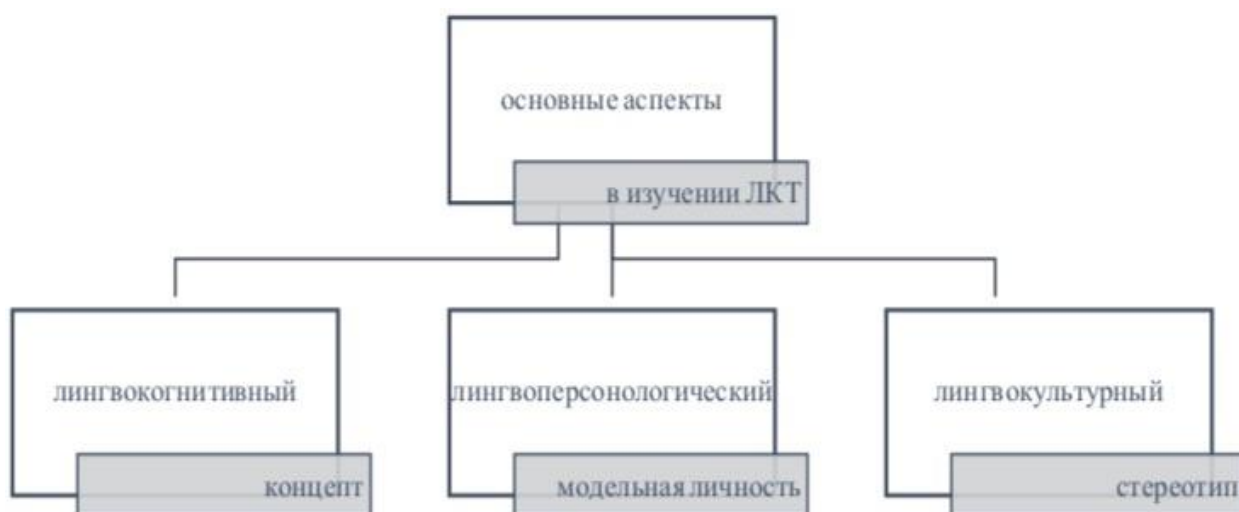 основные аспекты
в изучении ЛКТ
лингвокогнитивный
лингвоперсонологический
лингвокультурный
концепт
модельная личность
стереотип